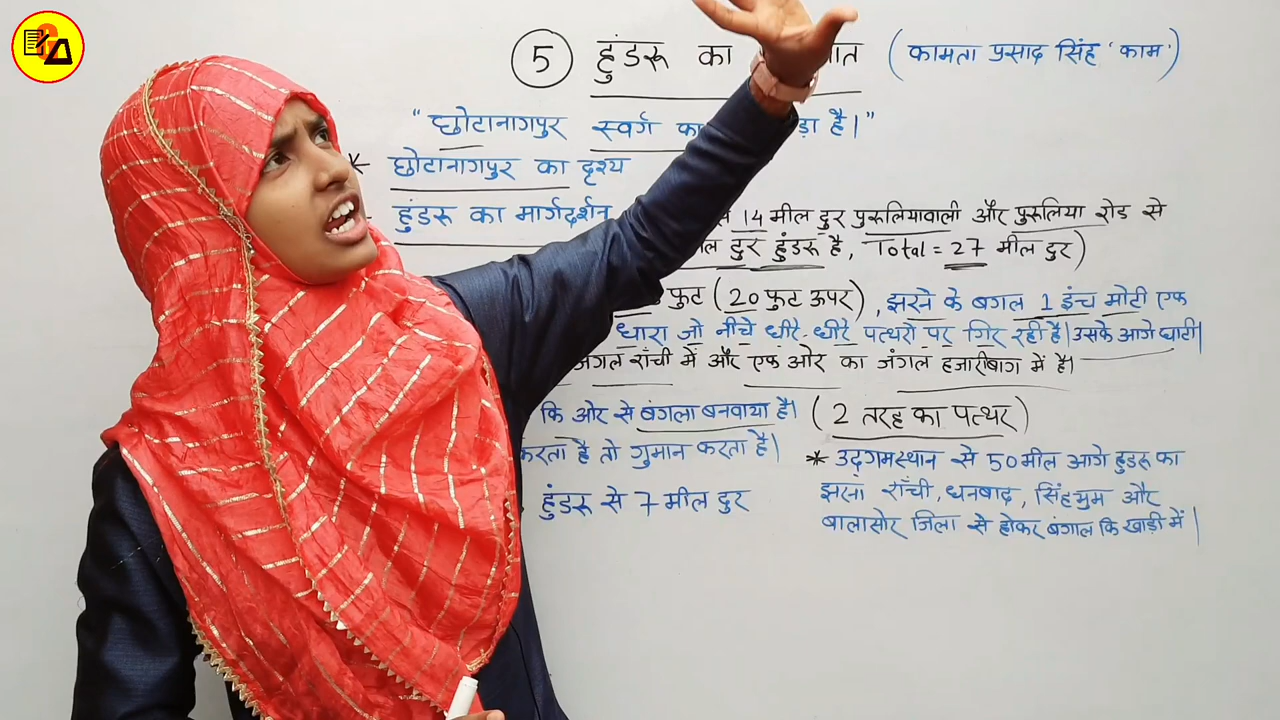 5 हुंडरू का ात (कामता प्रसाद सिंह 'काम')
"छोटानागपुर स्वर्ग का ड़ा है।"
* छोटानागपुर का दृश्य
हुंडरू का मार्गदर्शन
14 मील दुर पुरूलियावाली और पुरूलिया रोड से
दुर हुंडरू है, Total = 27 मील दुर)
फुट (20 फुट ऊपर), झरने के बगल 1 इंच मोटी एक
धारा जो नीचे धीरे धीरे पत्थरों पर गिर रही है। उसके आगे घाटी।
जंगल राँची में और एक ओर का जंगल हजारीबाग में है।
कि ओर से बंगला बनवाया है। (2 तरह का पत्थर)
करता है तो गुमान करता है।
हुंडरू से 7 मील दुर
* उद्गमस्थान से 50 मील आगे हुडरू का
झरना राँची, धनबाद, सिंहभुम और
बालासोर जिला से होकर बंगाल कि खाड़ी में।